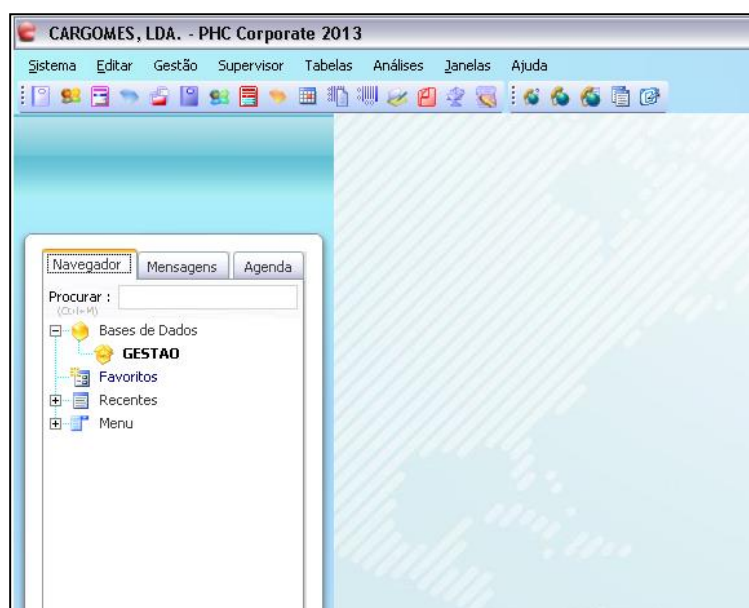 CARGOMES, LDA. - PHC Corporate 2013
Sistema Editar Gestão Supervisor Tabelas Análises Janelas Ajuda
Navegador Mensagens Agenda
Procurar :
(Ctrl+M)
Bases de Dados
GESTAO
Favoritos
Recentes
Menu